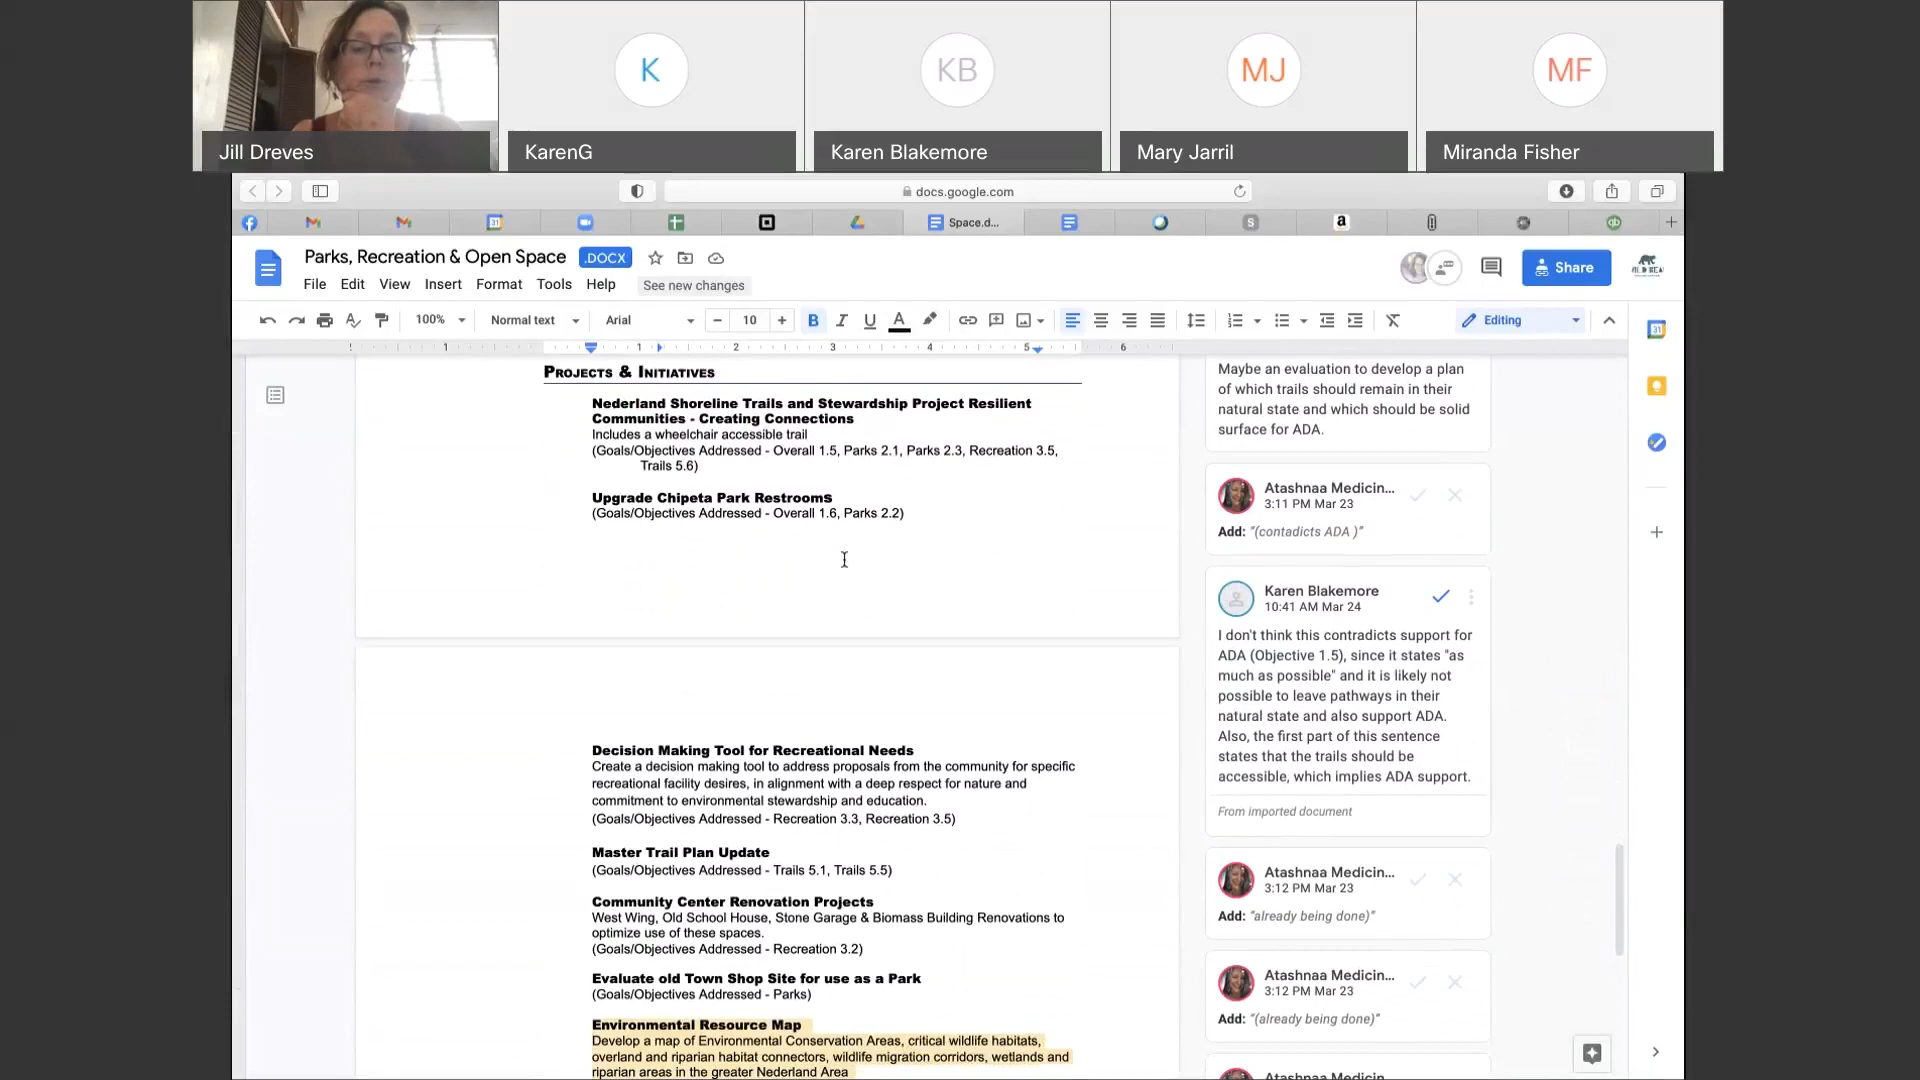 K
KB
MJ
MF
Jill Dreves
KarenG
Karen Blakemore
Mary Jarril
Miranda Fisher
docs.google.com
Space.d...
Parks, Recreation & Open Space
.DOCX
Share
File Edit View Insert Format Tools Help See new changes
100% Normal text Arial 10 B I U A Editing
1 1 2 3 4 5 6
PROJECTS & INITIATIVES
Nederland Shoreline Trails and Stewardship Project Resilient
Communities - Creating Connections
Includes a wheelchair accessible trail
(Goals/Objectives Addressed - Overall 1.5, Parks 2.1, Parks 2.3, Recreation 3.5,
Trails 5.6)
Upgrade Chipeta Park Restrooms
(Goals/Objectives Addressed - Overall 1.6, Parks 2.2)
Decision Making Tool for Recreational Needs
Create a decision making tool to address proposals from the community for specific
recreational facility desires, in alignment with a deep respect for nature and
commitment to environmental stewardship and education.
(Goals/Objectives Addressed - Recreation 3.3, Recreation 3.5)
Master Trail Plan Update
(Goals/Objectives Addressed - Trails 5.1, Trails 5.5)
Community Center Renovation Projects
West Wing, Old School House, Stone Garage & Biomass Building Renovations to
optimize use of these spaces.
(Goals/Objectives Addressed - Recreation 3.2)
Evaluate old Town Shop Site for use as a Park
(Goals/Objectives Addressed - Parks)
Environmental Resource Map
Develop a map of Environmental Conservation Areas, critical wildlife habitats,
overland and riparian habitat connectors, wildlife migration corridors, wetlands and
riparian areas in the greater Nederland Area
Maybe an evaluation to develop a plan
of which trails should remain in their
natural state and which should be solid
surface for ADA.
Atashnaa Medicin...
3:11 PM Mar 23
Add: "(contadicts ADA )"
Karen Blakemore
10:41 AM Mar 24
I don't think this contradicts support for
ADA (Objective 1.5), since it states "as
much as possible" and it is likely not
possible to leave pathways in their
natural state and also support ADA.
Also, the first part of this sentence
states that the trails should be
accessible, which implies ADA support.
From imported document
Atashnaa Medicin...
3:12 PM Mar 23
Add: "already being done)"
Atashnaa Medicin...
3:12 PM Mar 23
Add: "(already being done)"
Atashnaa Medicin...